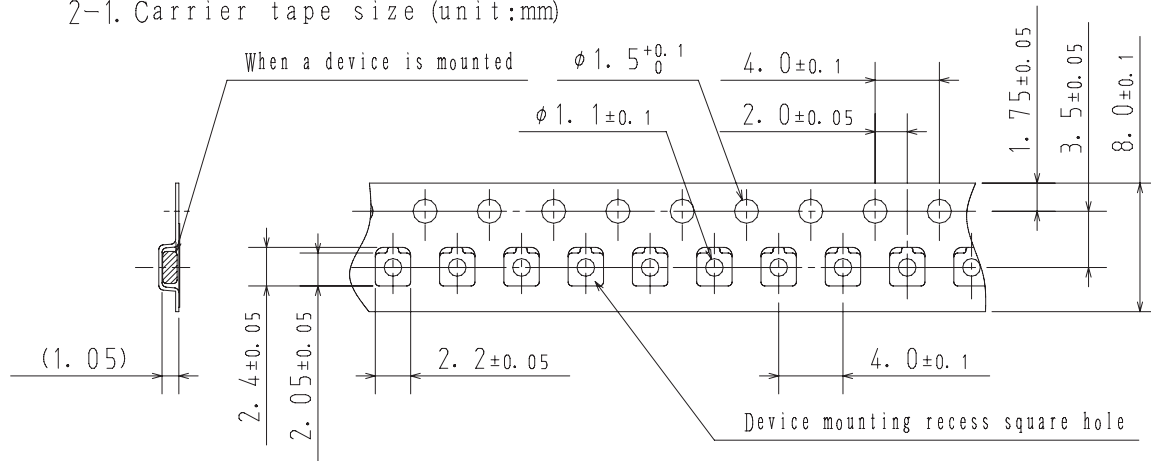 2-1. Carrier tape size (unit:mm)
When a device is mounted
φ1.5+0.1 0
4.0±0.1
φ1.1±0.1
2.0±0.05
1.75±0.05
3.5±0.05
8.0±0.1
(1.05)
2.4±0.05
2.05±0.05
2.2±0.05
4.0±0.1
Device mounting recess square hole